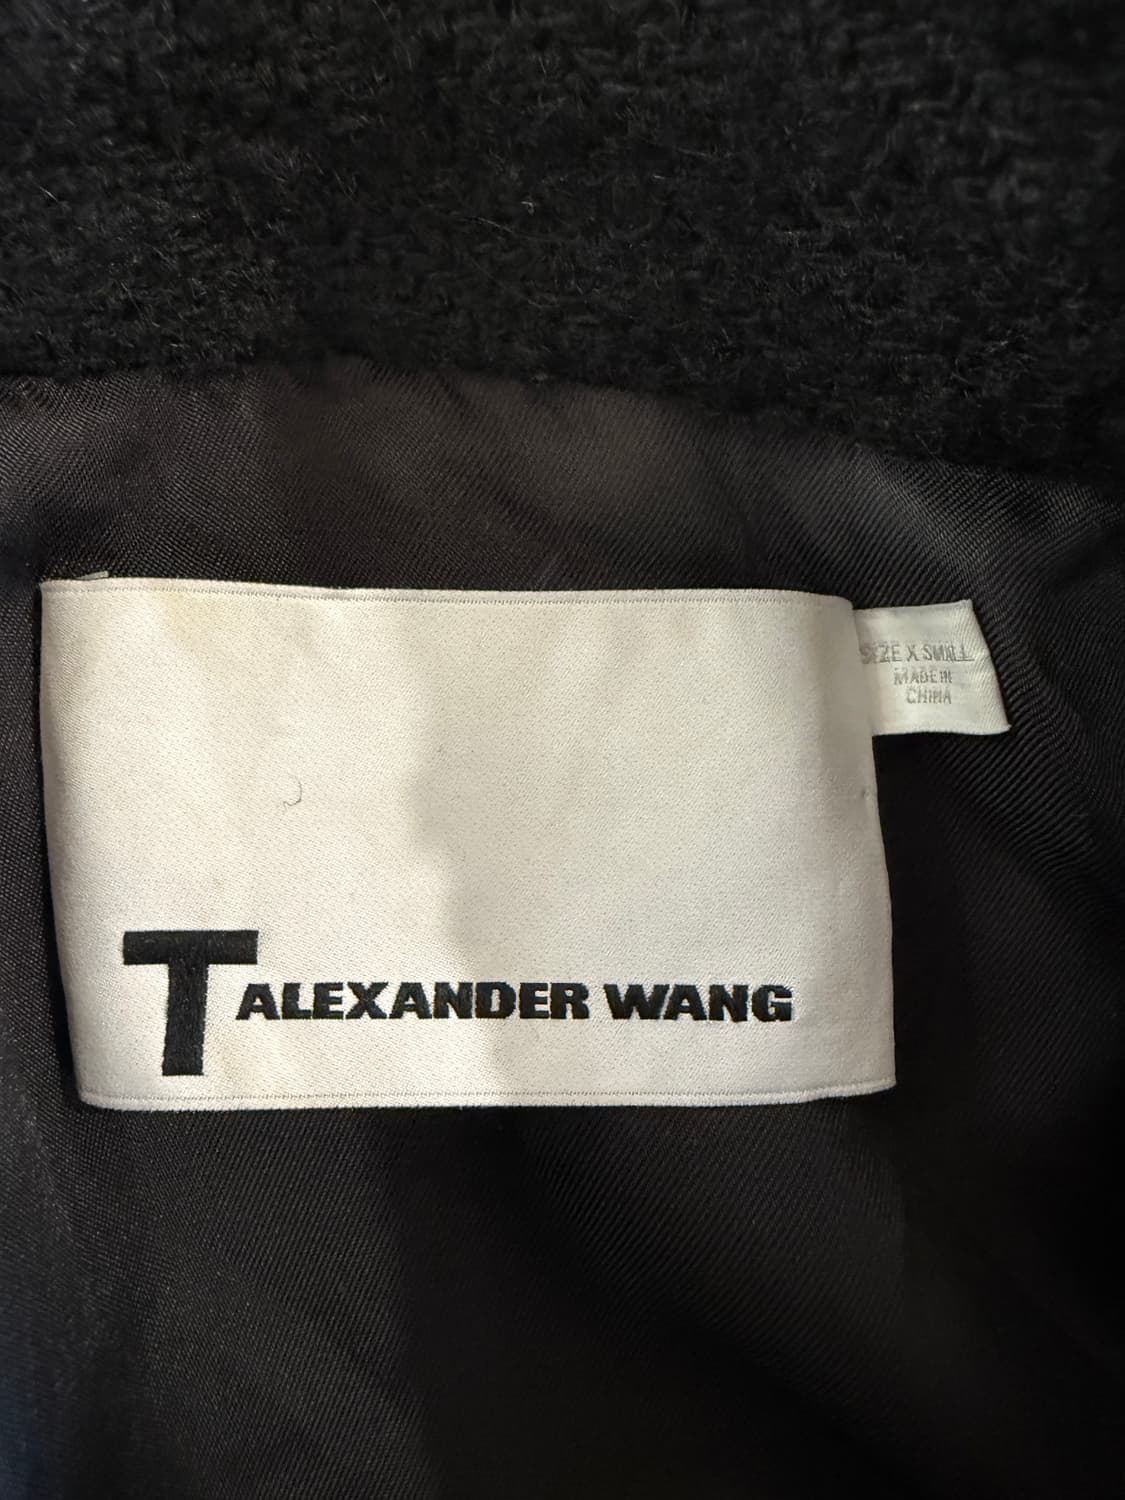 SIZE X SMALL
MADE IN
CHINA
T ALEXANDER WANG